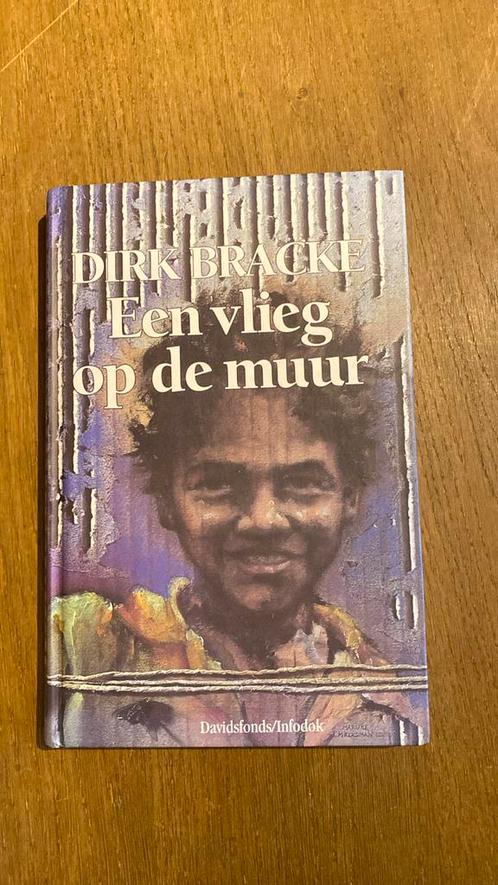 DIRK BRACKE
Een vlieg
op de muur
Davidsfonds/Infodok